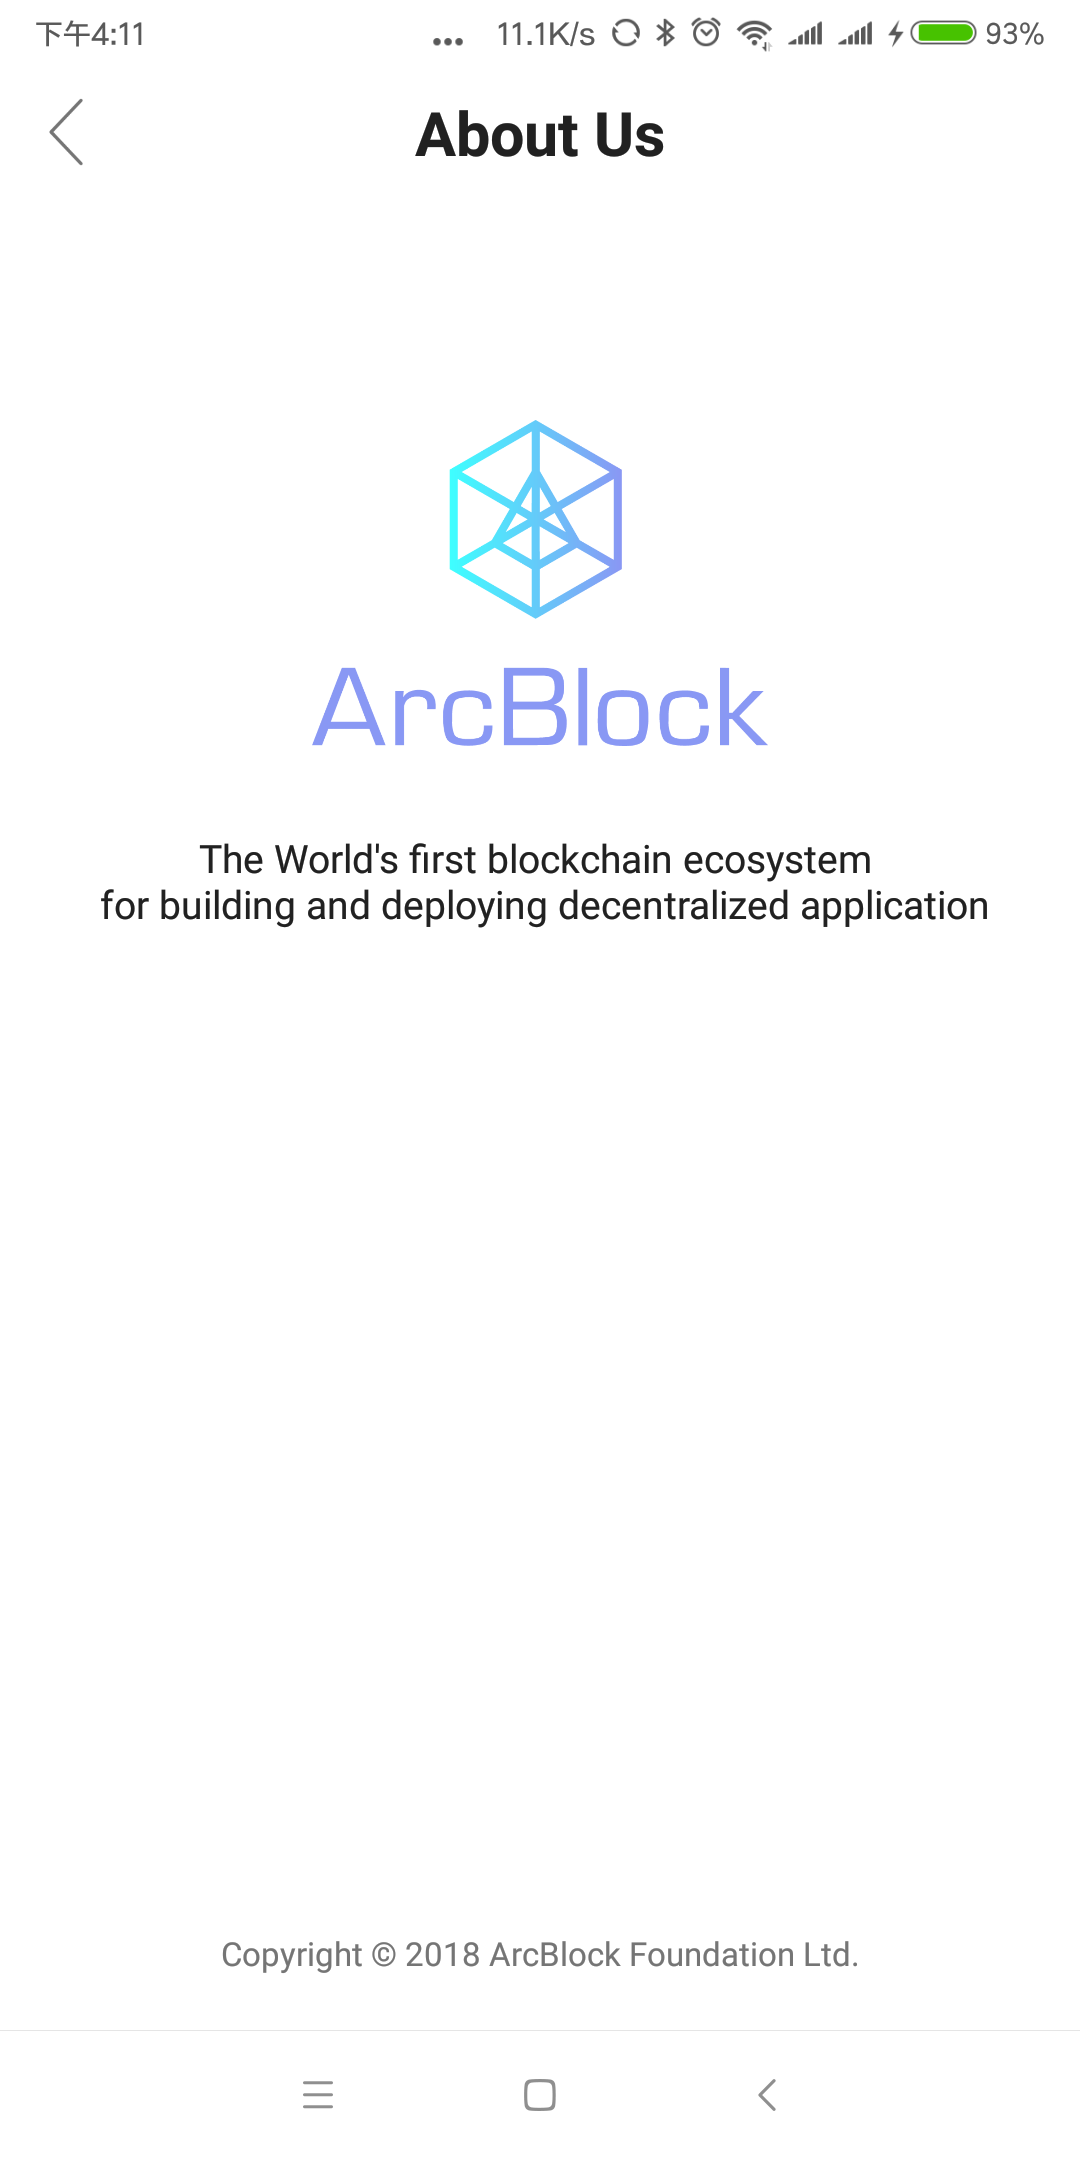 下午4:11 ... 11.1K/s 93%
About Us
ArcBlock
The World's first blockchain ecosystem
for building and deploying decentralized application
Copyright © 2018 ArcBlock Foundation Ltd.